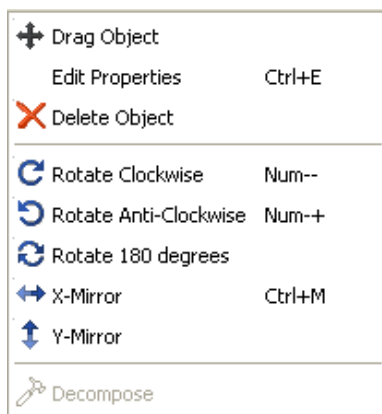 Drag Object
Edit Properties Ctrl+E
Delete Object
Rotate Clockwise Num--
Rotate Anti-Clockwise Num-+
Rotate 180 degrees
X-Mirror Ctrl+M
Y-Mirror
Decompose